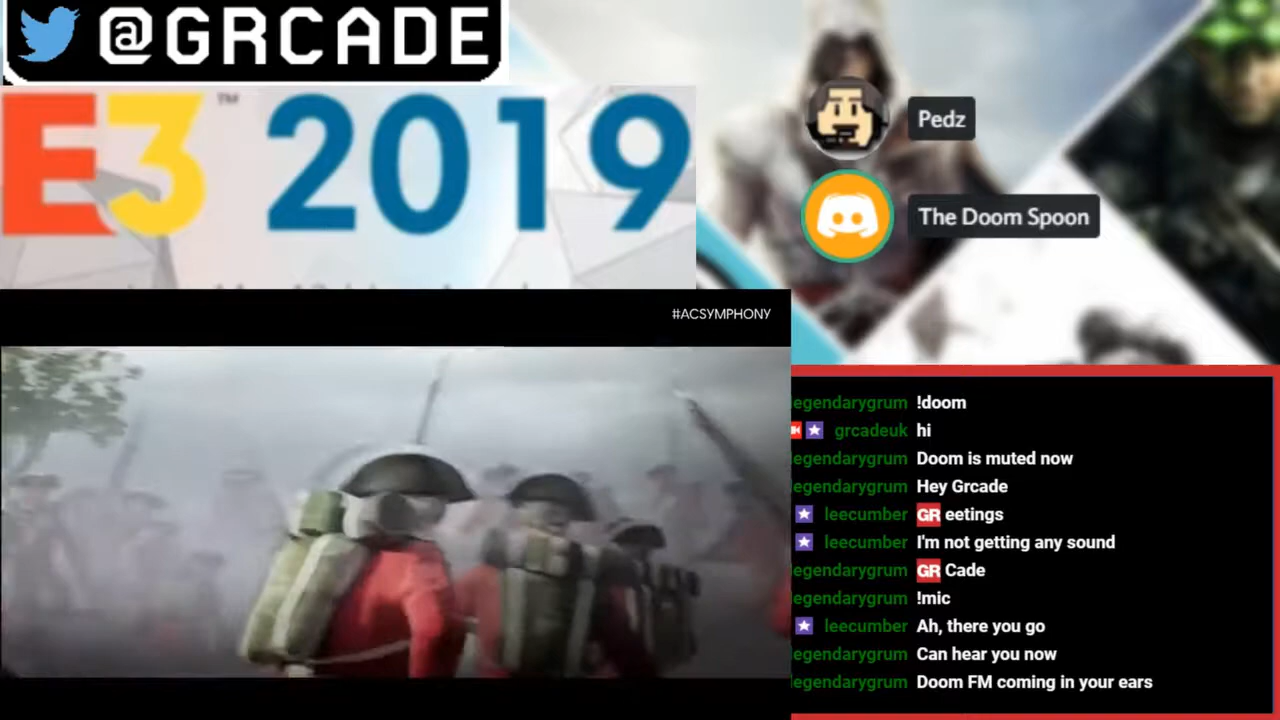 @GRCADE
E3™ 2019
Pedz
The Doom Spoon
#ACSYMPHONY
egendarygrum !doom
grcadeuk hi
egendarygrum Doom is muted now
egendarygrum Hey Grcade
leecumber GR eetings
leecumber I'm not getting any sound
egendarygrum GR Cade
egendarygrum !mic
leecumber Ah, there you go
egendarygrum Can hear you now
egendarygrum Doom FM coming in your ears